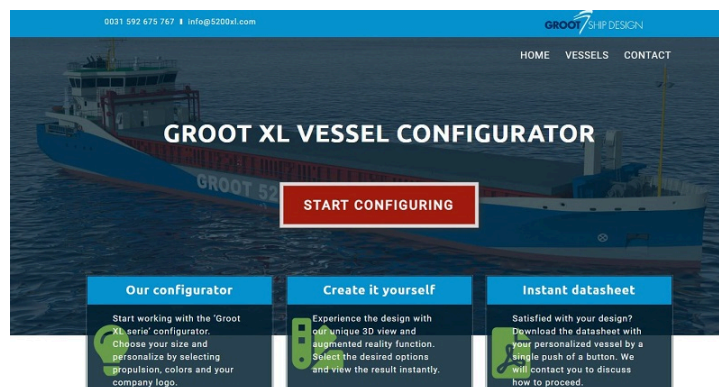 0031 592 675 767 | info@5200xl.com
GROOT SHIP DESIGN
HOME VESSELS CONTACT
GROOT XL VESSEL CONFIGURATOR
GROOT 52
START CONFIGURING
Our configurator
Start working with the 'Groot
XL serie' configurator.
Choose your size and
personalize by selecting
propulsion, colors and your
company logo.
Create it yourself
Experience the design with
our unique 3D view and
augmented reality function.
Select the desired options
and view the result instantly.
Instant datasheet
Satisfied with your design?
Download the datasheet with
your personalized vessel by a
single push of a button. We
will contact you to discuss
how to proceed.